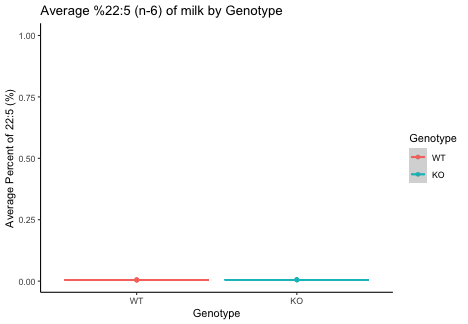 Average %22:5 (n-6) of milk by Genotype
1.00
0.75
0.50
0.25
0.00
Average Percent of 22:5 (%)
WT
KO
Genotype
Genotype
WT
KO